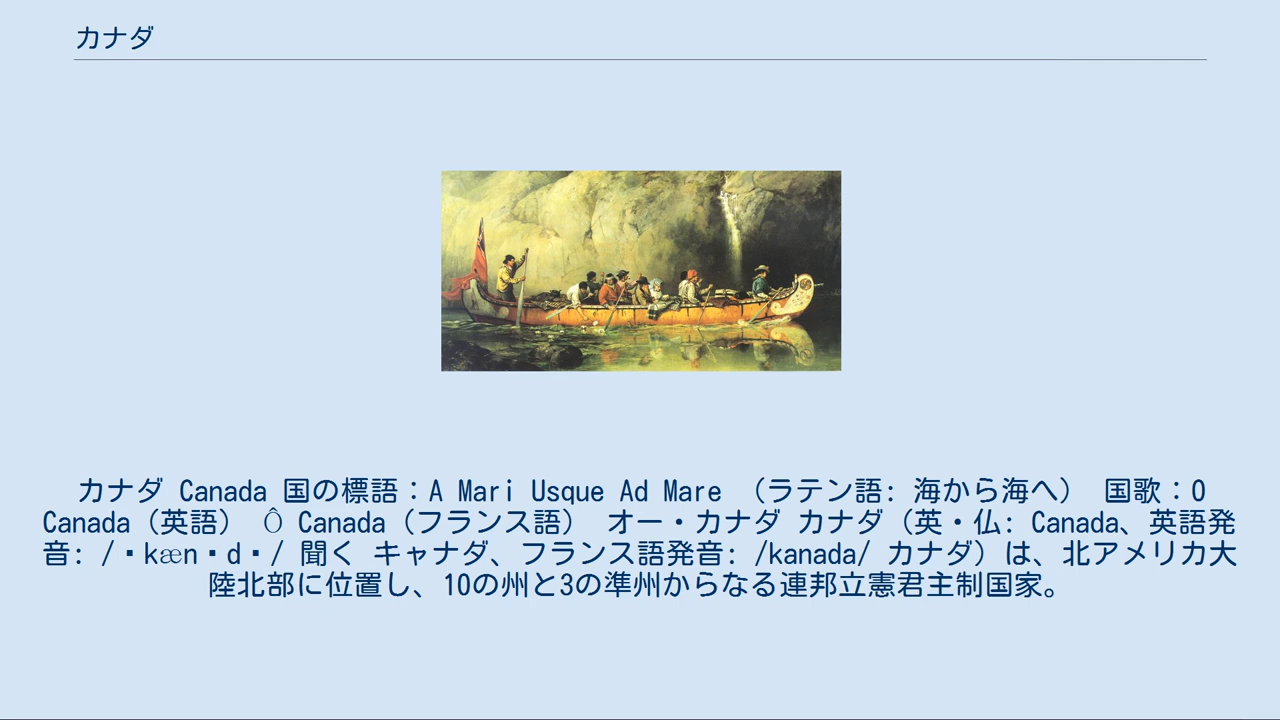 カナダ
カナダ Canada 国の標語：A Mari Usque Ad Mare （ラテン語: 海から海へ） 国歌：O
Canada（英語） Ô Canada（フランス語） オー・カナダ カナダ（英・仏: Canada、英語発
音: /▪kæn▪d▪/ 聞く キャナダ、フランス語発音: /kanada/ カナダ）は、北アメリカ大
陸北部に位置し、10の州と3の準州からなる連邦立憲君主制国家。